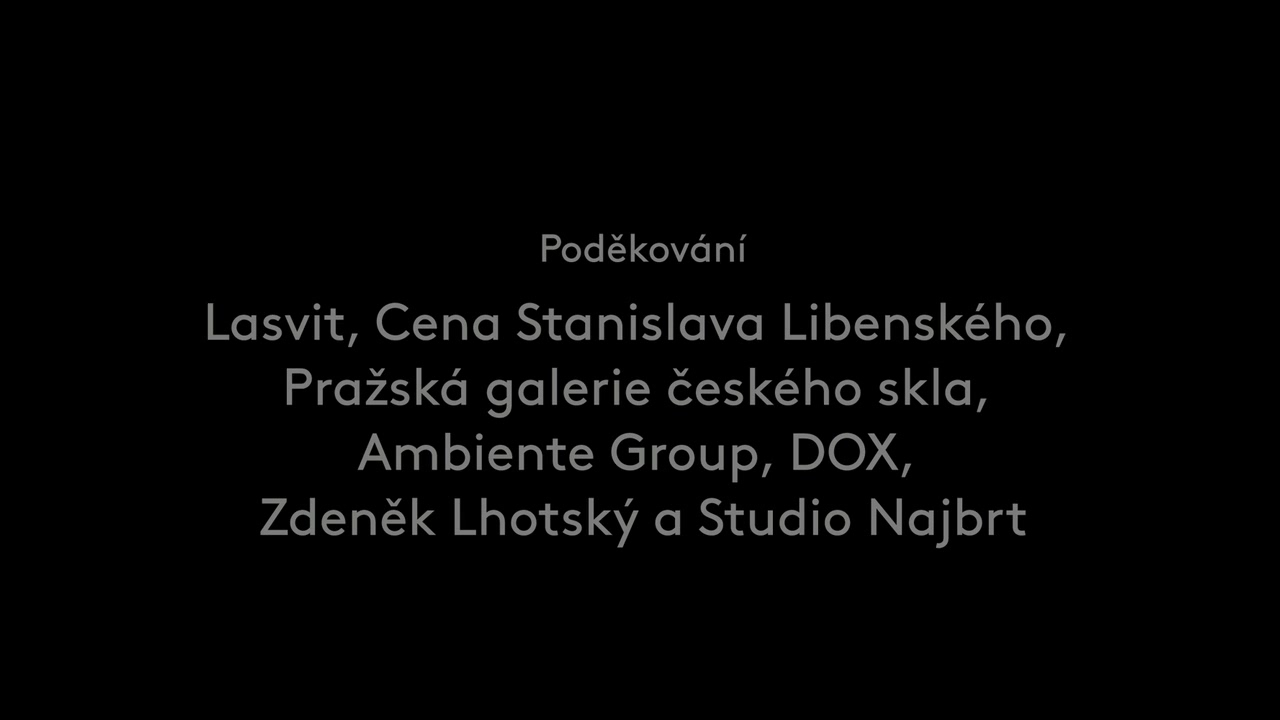 Poděkování
Lasvit, Cena Stanislava Libenského,
Pražská galerie českého skla,
Ambiente Group, DOX,
Zdeněk Lhotský a Studio Najbrt